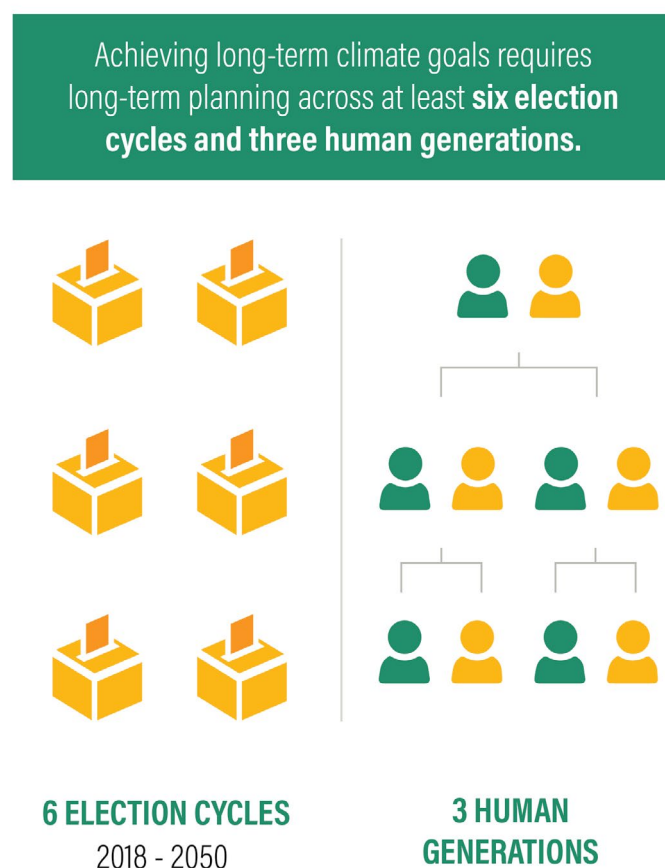 Achieving long-term climate goals requires
long-term planning across at least six election
cycles and three human generations.
6 ELECTION CYCLES
2018 - 2050
3 HUMAN
GENERATIONS